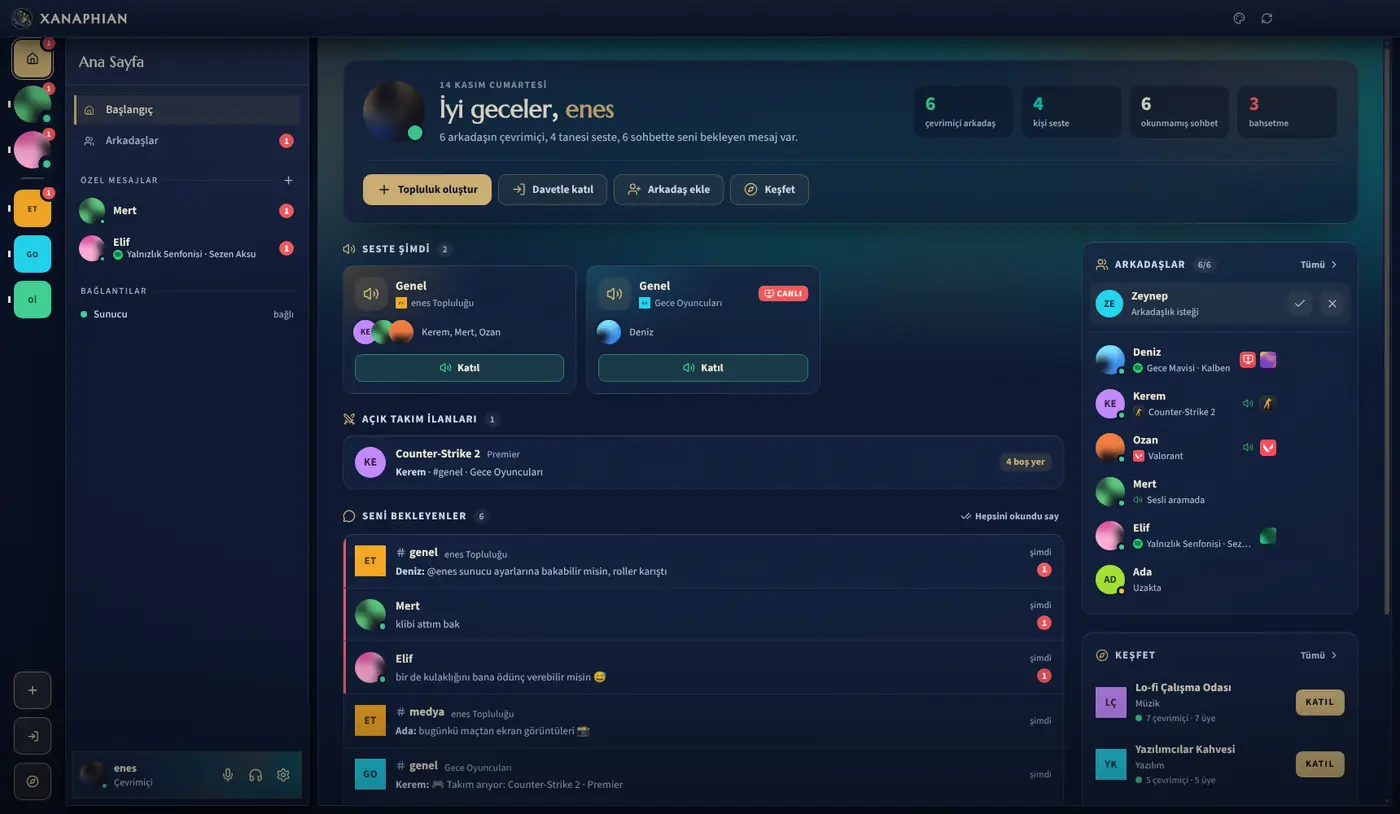 XANAPHIAN
1
1
1
ET
1
GO
Oİ
Ana Sayfa
Başlangıç
Arkadaşlar
1
ÖZEL MESAJLAR
Mert
1
Elif
Yalnızlık Senfonisi · Sezen Aksu
1
BAĞLANTILAR
Sunucu
bağlı
enes
Çevrimiçi
14 KASIM CUMARTESİ
İyi geceler, enes
6 arkadaşın çevrimiçi, 4 tanesi seste, 6 sohbette seni bekleyen mesaj var.
6
çevrimiçi arkadaş
4
kişi seste
6
okunmamış sohbet
3
bahsetme
Topluluk oluştur
Davetle katıl
Arkadaş ekle
Keşfet
SESTE ŞİMDİ 2
Genel
ET enes Topluluğu
KE Kerem, Mert, Ozan
Katıl
Genel
Gece Oyuncuları
CANLI
Deniz
Katıl
AÇIK TAKIM İLANLARI 1
KE
Counter-Strike 2 Premier
Kerem · #genel · Gece Oyuncuları
4 boş yer
SENİ BEKLEYENLER 6
Hepsini okundu say
ET
# genel enes Topluluğu
Deniz: @enes sunucu ayarlarına bakabilir misin, roller karıştı
şimdi
1
Mert
klibi attım bak
şimdi
1
Elif
bir de kulaklığını bana ödünç verebilir misin 😅
şimdi
1
ET
# medya enes Topluluğu
Ada: bugünkü maçtan ekran görüntüleri 📸
şimdi
GO
# genel Gece Oyuncuları
Kerem: 🎮 Takım arıyor: Counter-Strike 2 · Premier
şimdi
ARKADAŞLAR 6/6
Tümü
ZE
Zeynep
Arkadaşlık isteği
Deniz
Gece Mavisi · Kalben
KE
Kerem
Counter-Strike 2
Ozan
Valorant
Mert
Sesli aramada
Elif
Yalnızlık Senfonisi · Sez...
AD
Ada
Uzakta
KEŞFET
Tümü
LÇ
Lo-fi Çalışma Odası
Müzik
7 çevrimiçi · 7 üye
KATIL
YK
Yazılımcılar Kahvesi
Yazılım
5 çevrimiçi · 5 üye
KATIL